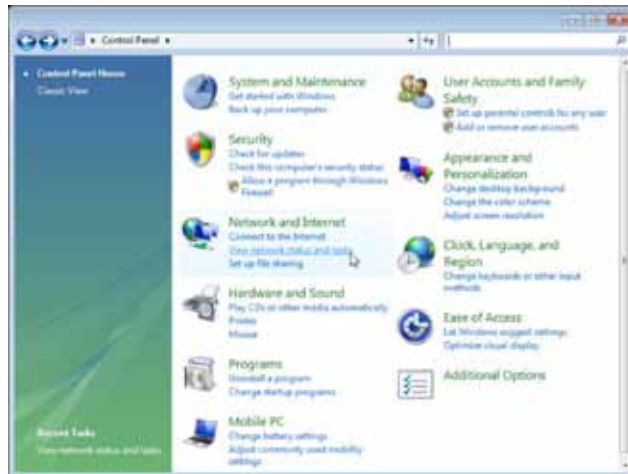 Control Panel
Control Panel Home
Classic View
System and Maintenance
Get started with Windows
Back up your computer
Security
Check for updates
Check this computer's security status
Allow a program through Windows
Firewall
Network and Internet
Connect to the Internet
View network status and tasks
Set up file sharing
Hardware and Sound
Play CDs or other media automatically
Printer
Mouse
Programs
Uninstall a program
Change startup programs
Mobile PC
Change battery settings
Adjust commonly used mobility
settings
User Accounts and Family
Safety
Set up parental controls for any user
Add or remove user accounts
Appearance and
Personalization
Change desktop background
Change the color scheme
Adjust screen resolution
Clock, Language, and
Region
Change keyboards or other input
methods
Ease of Access
Let Windows suggest settings
Optimize visual display
Additional Options
Recent Tasks
View network status and tasks